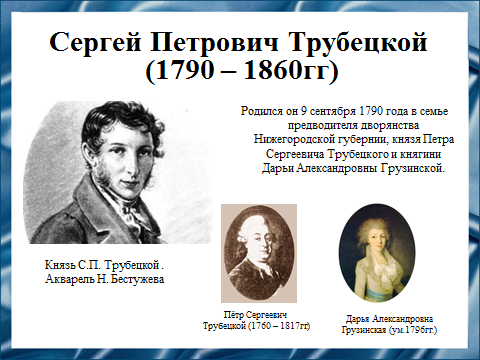 Сергей Петрович Трубецкой
(1790 – 1860гг)
Родился он 9 сентября 1790 года в семье
предводителя дворянства
Нижегородской губернии, князя Петра
Сергеевича Трубецкого и княгини
Дарьи Александровны Грузинской.
Князь С.П. Трубецкой .
Акварель Н. Бестужева
Пётр Сергеевич
Трубецкой (1760 – 1817гг)
Дарья Александровна
Грузинская (ум.1796гг.)